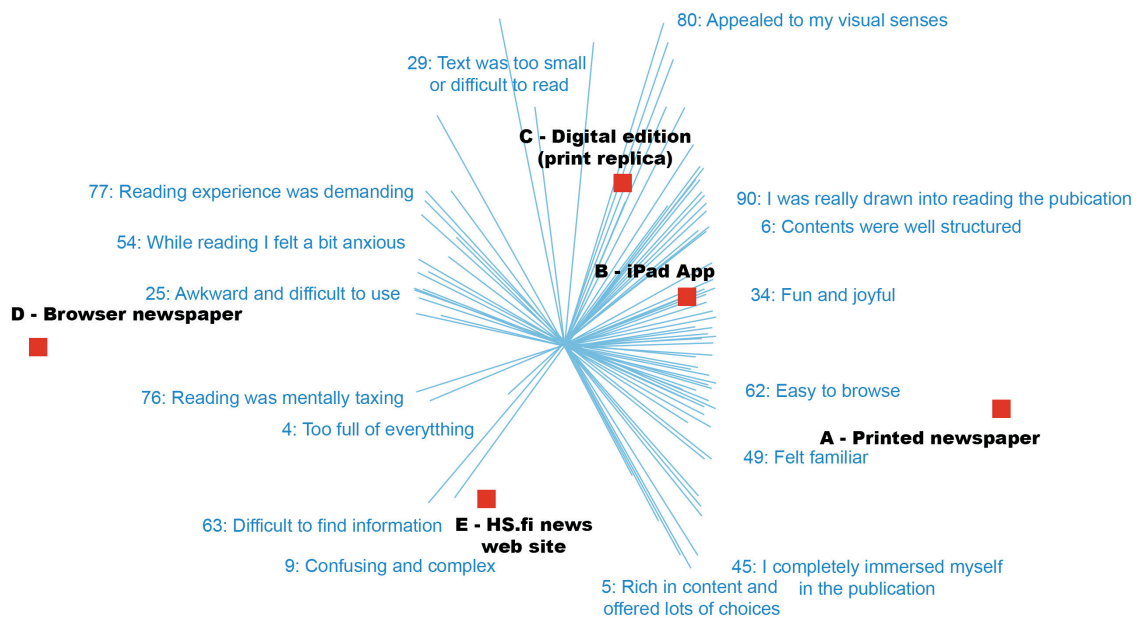 80: Appealed to my visual senses
29: Text was too small
or difficult to read
C - Digital edition
(print replica)
77: Reading experience was demanding
90: I was really drawn into reading the pubication
6: Contents were well structured
54: While reading I felt a bit anxious
B - iPad App
25: Awkward and difficult to use
34: Fun and joyful
D - Browser newspaper
76: Reading was mentally taxing
62: Easy to browse
4: Too full of everytthing
A - Printed newspaper
49: Felt familiar
63: Difficult to find information
E - HS.fi news
web site
9: Confusing and complex
45: I completely immersed myself
in the publication
5: Rich in content and
offered lots of choices